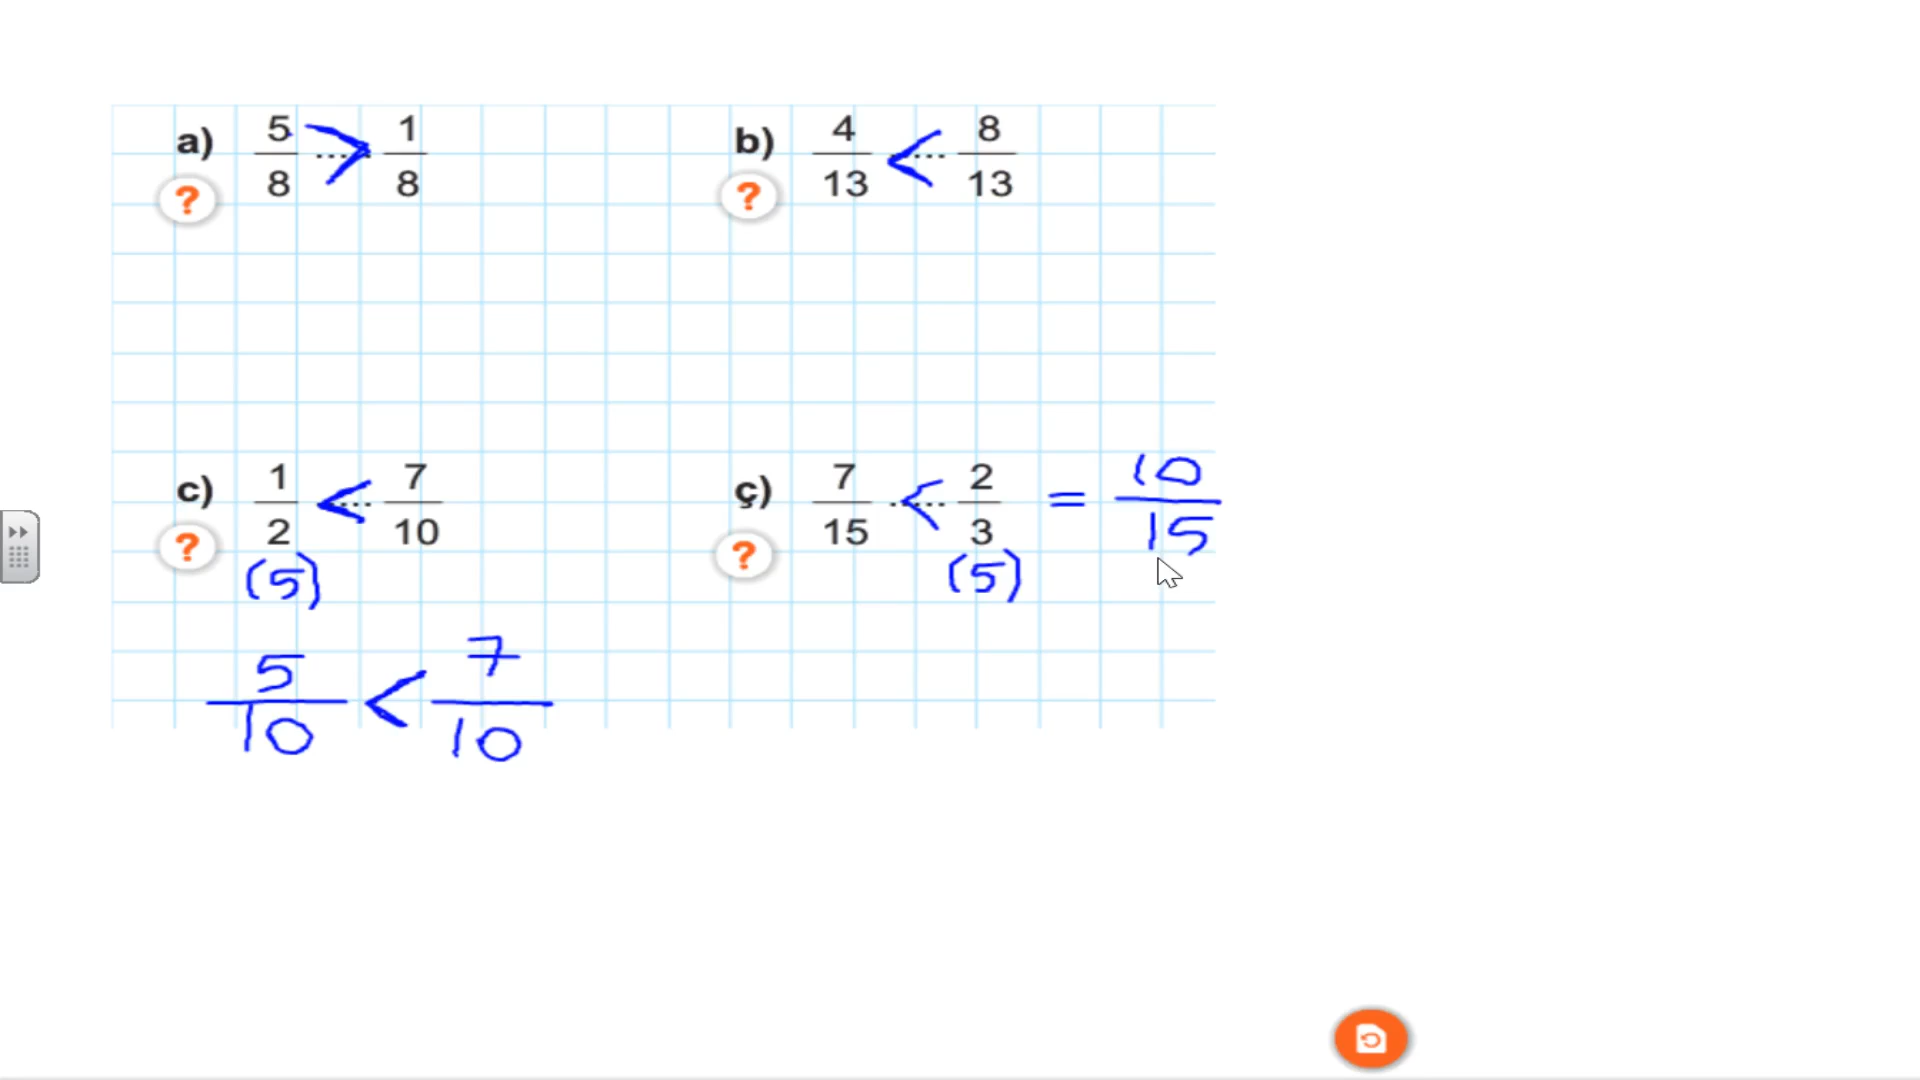 a) 5/8 > 1/8
?
b) 4/13 < 8/13
?
c) 1/2 < 7/10
?
(5)
5/10 < 7/10
ç) 7/15 < 2/3 = 10/15
?
(5)